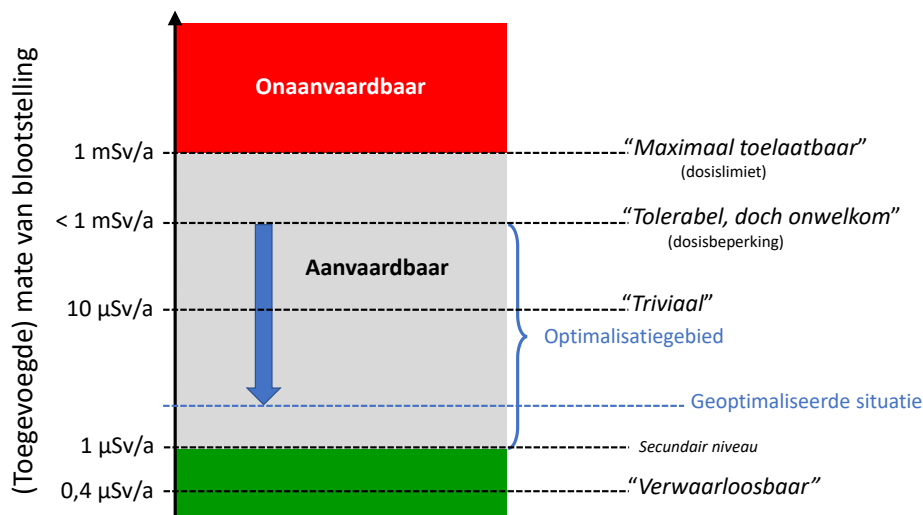 (Toegevoegde) mate van blootstelling
Onaanvaardbaar
1 mSv/a
“Maximaal toelaatbaar”
(dosislimiet)
< 1 mSv/a
“Tolerabel, doch onwelkom”
(dosisbeperking)
Aanvaardbaar
10 µSv/a
“Triviaal”
Optimalisatiegebied
Geoptimaliseerde situatie
1 µSv/a
Secundair niveau
0,4 µSv/a
“Verwaarloosbaar”